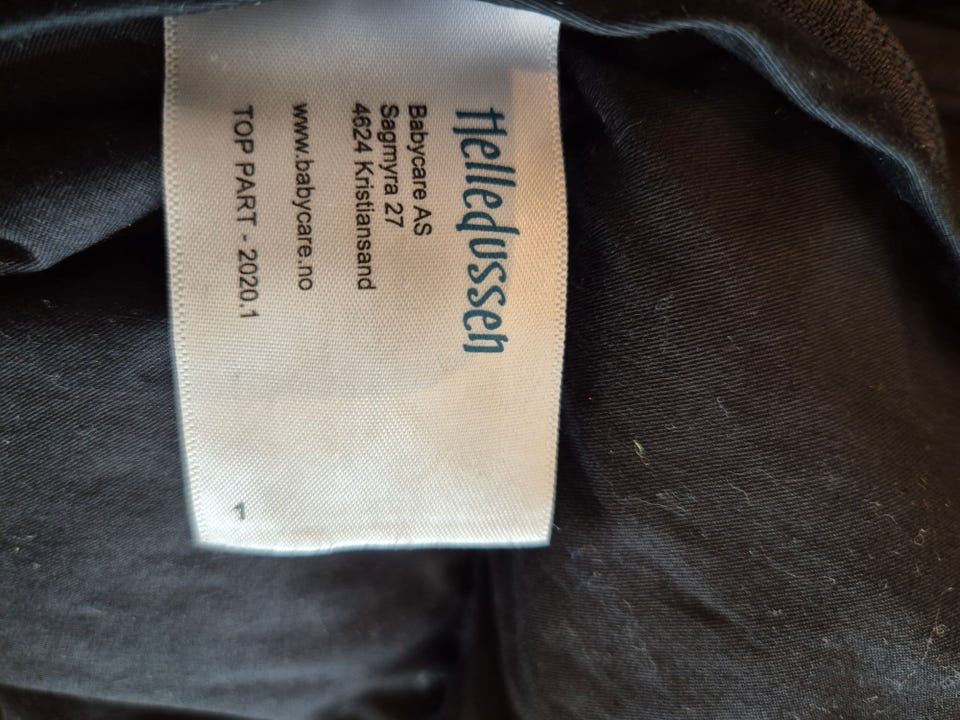 Helledussen
Babycare AS
Sagmyra 27
4624 Kristiansand
www.babycare.no
TOP PART - 2020.1
1